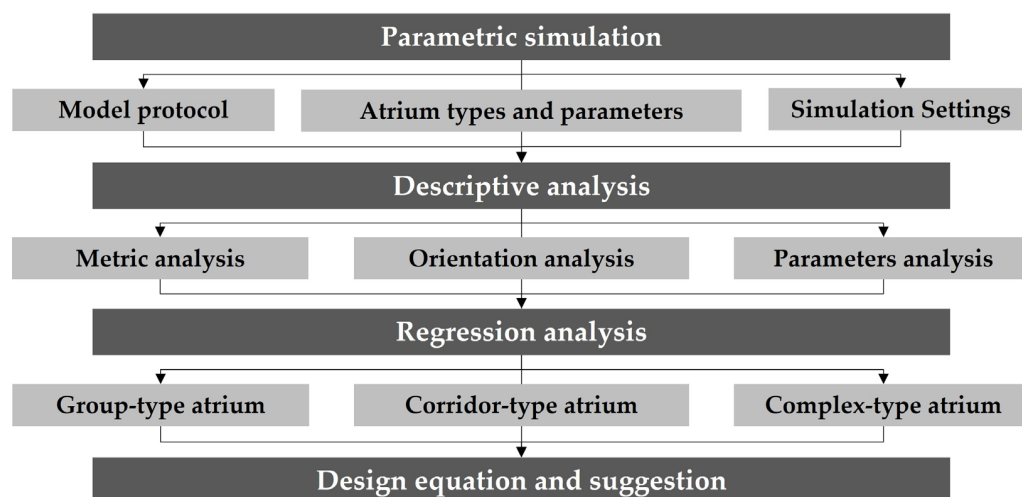 Parametric simulation
Model protocol
Atrium types and parameters
Simulation Settings
Descriptive analysis
Metric analysis
Orientation analysis
Parameters analysis
Regression analysis
Group-type atrium
Corridor-type atrium
Complex-type atrium
Design equation and suggestion